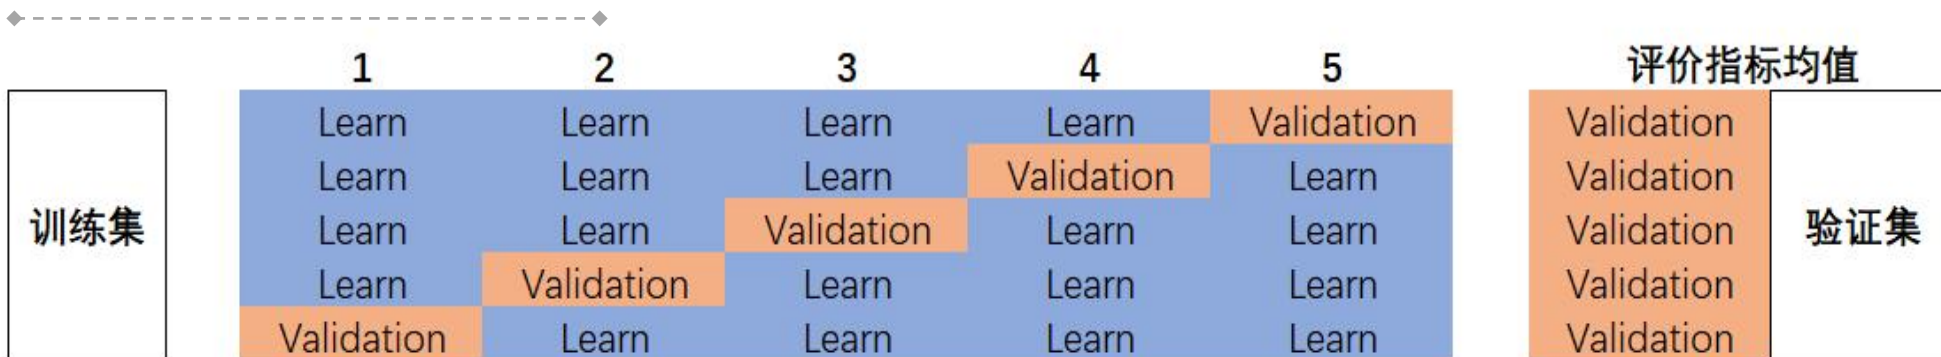 1 2 3 4 5 评价指标均值
Learn Learn Learn Learn Validation Validation
Learn Learn Learn Validation Learn Validation
训练集 Learn Learn Validation Learn Learn Validation 验证集
Learn Validation Learn Learn Learn Validation
Validation Learn Learn Learn Learn Validation